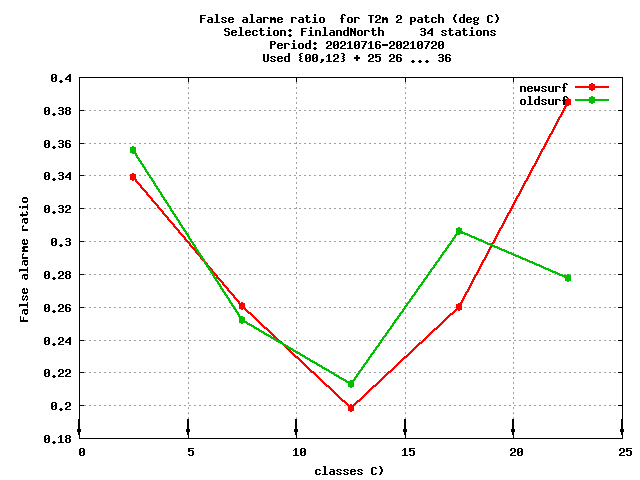 False alarme ratio  for T2m 2 patch (deg C)
Selection: FinlandNorth     34 stations
Period: 20210716-20210720
Used {00,12} + 25 26 ... 36
newsurf
oldsurf
0.4
0.38
0.36
0.34
0.32
0.3
0.28
0.26
0.24
0.22
0.2
0.18
False alarme ratio
0 5 10 15 20 25
classes C)